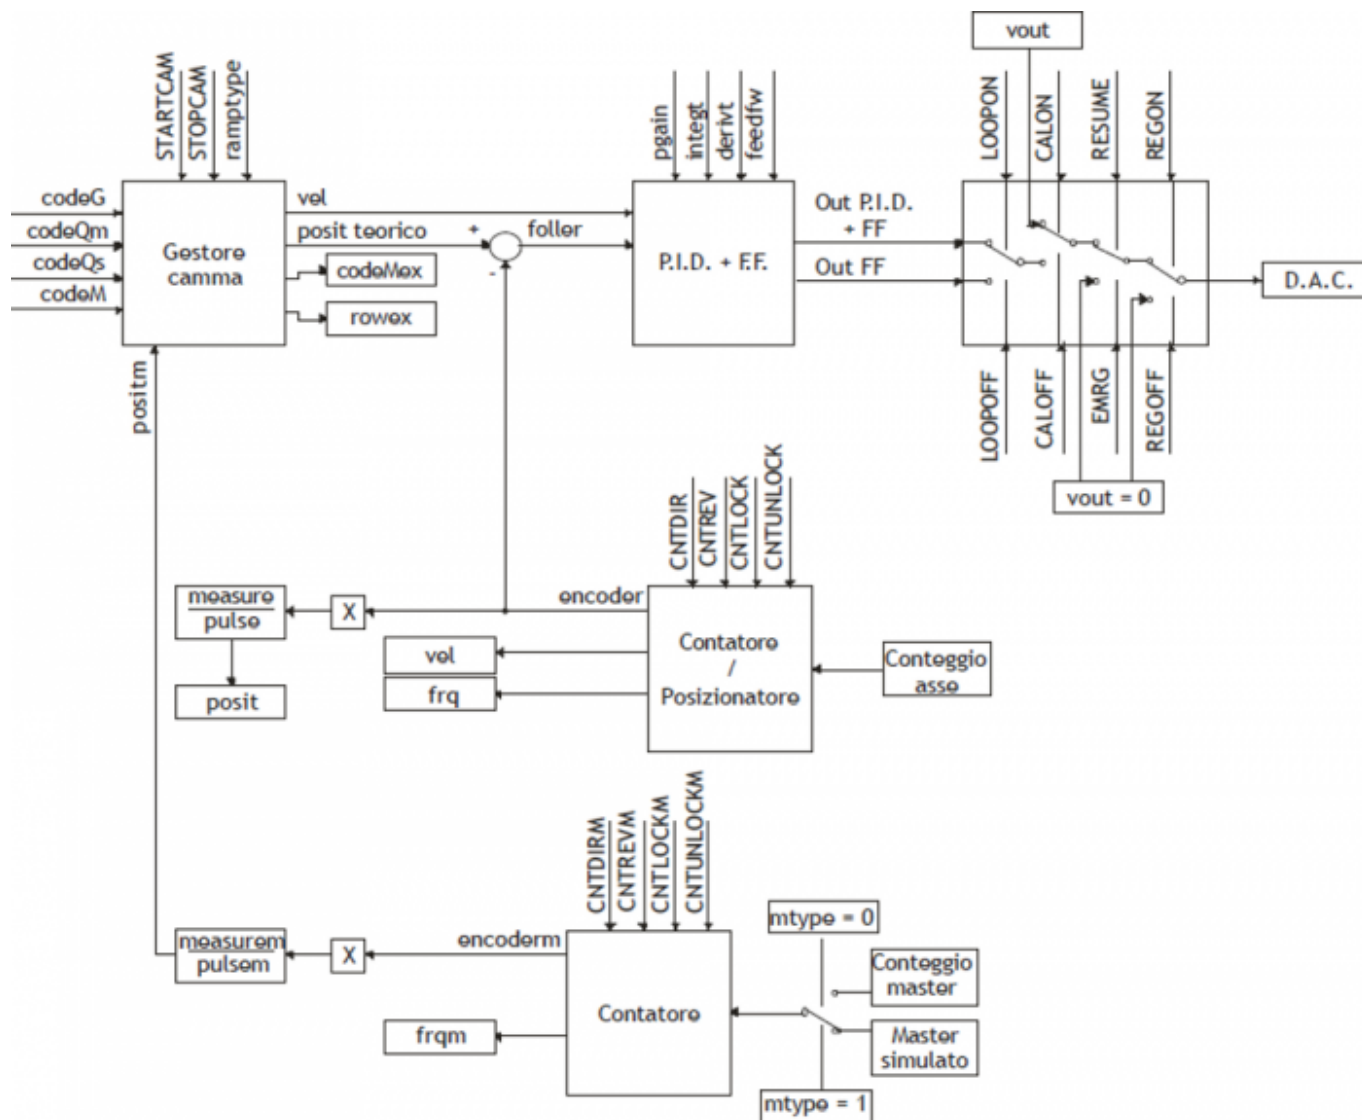 vout
STARTCAM
STOPCAM
ramptype
pgain
integt
derivt
feedfw
LOOPON
CALON
RESUME
REGON
codeG
codeQm
codeQs
codeM
Gestore
camma
vel
posit teorico
+
-
foller
codeMex
rowex
P.I.D. + F.F.
Out P.I.D.
+ FF
Out FF
D.A.C.
positm
LOOPOFF
CALOFF
EMRG
REGOFF
vout = 0
CNTDIR
CNTREV
CNTLOCK
CNTUNLOCK
measure
pulse
X
encoder
posit
vel
frq
Contatore
/
Posizionatore
Conteggio
asse
CNTDIRM
CNTREVM
CNTLOCKM
CNTUNLOCKM
measurem
pulsem
X
encoderm
frqm
Contatore
mtype = 0
Conteggio
master
Master
simulato
mtype = 1